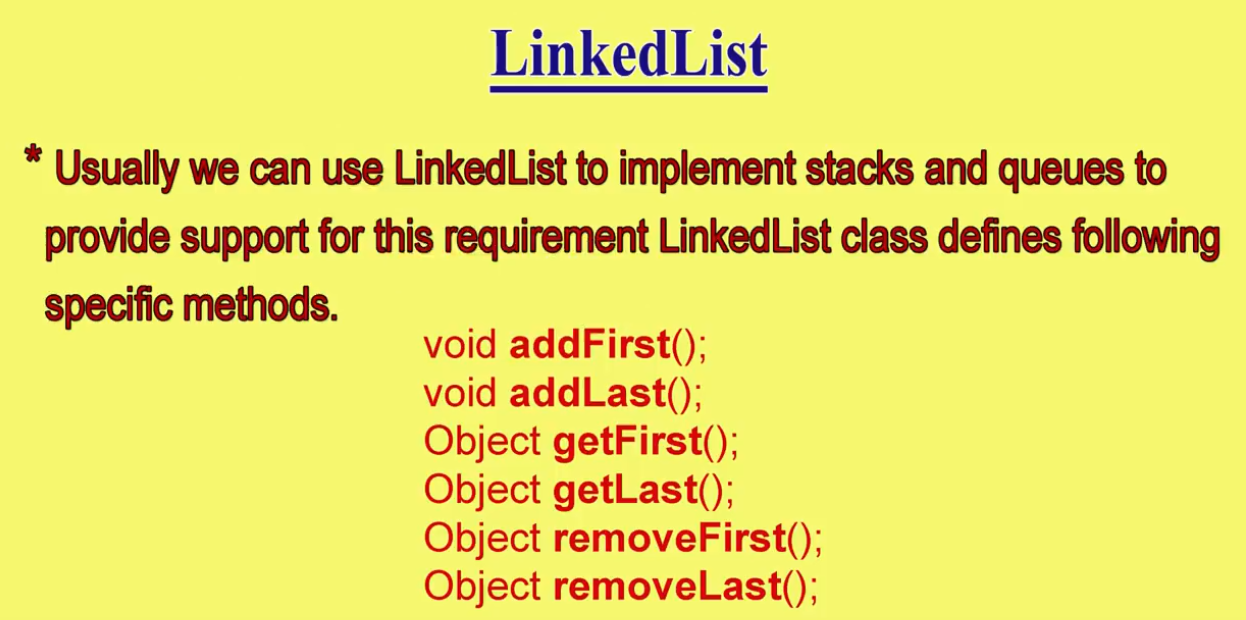 LinkedList
* Usually we can use LinkedList to implement stacks and queues to
provide support for this requirement LinkedList class defines following
specific methods.
void addFirst();
void addLast();
Object getFirst();
Object getLast();
Object removeFirst();
Object removeLast();